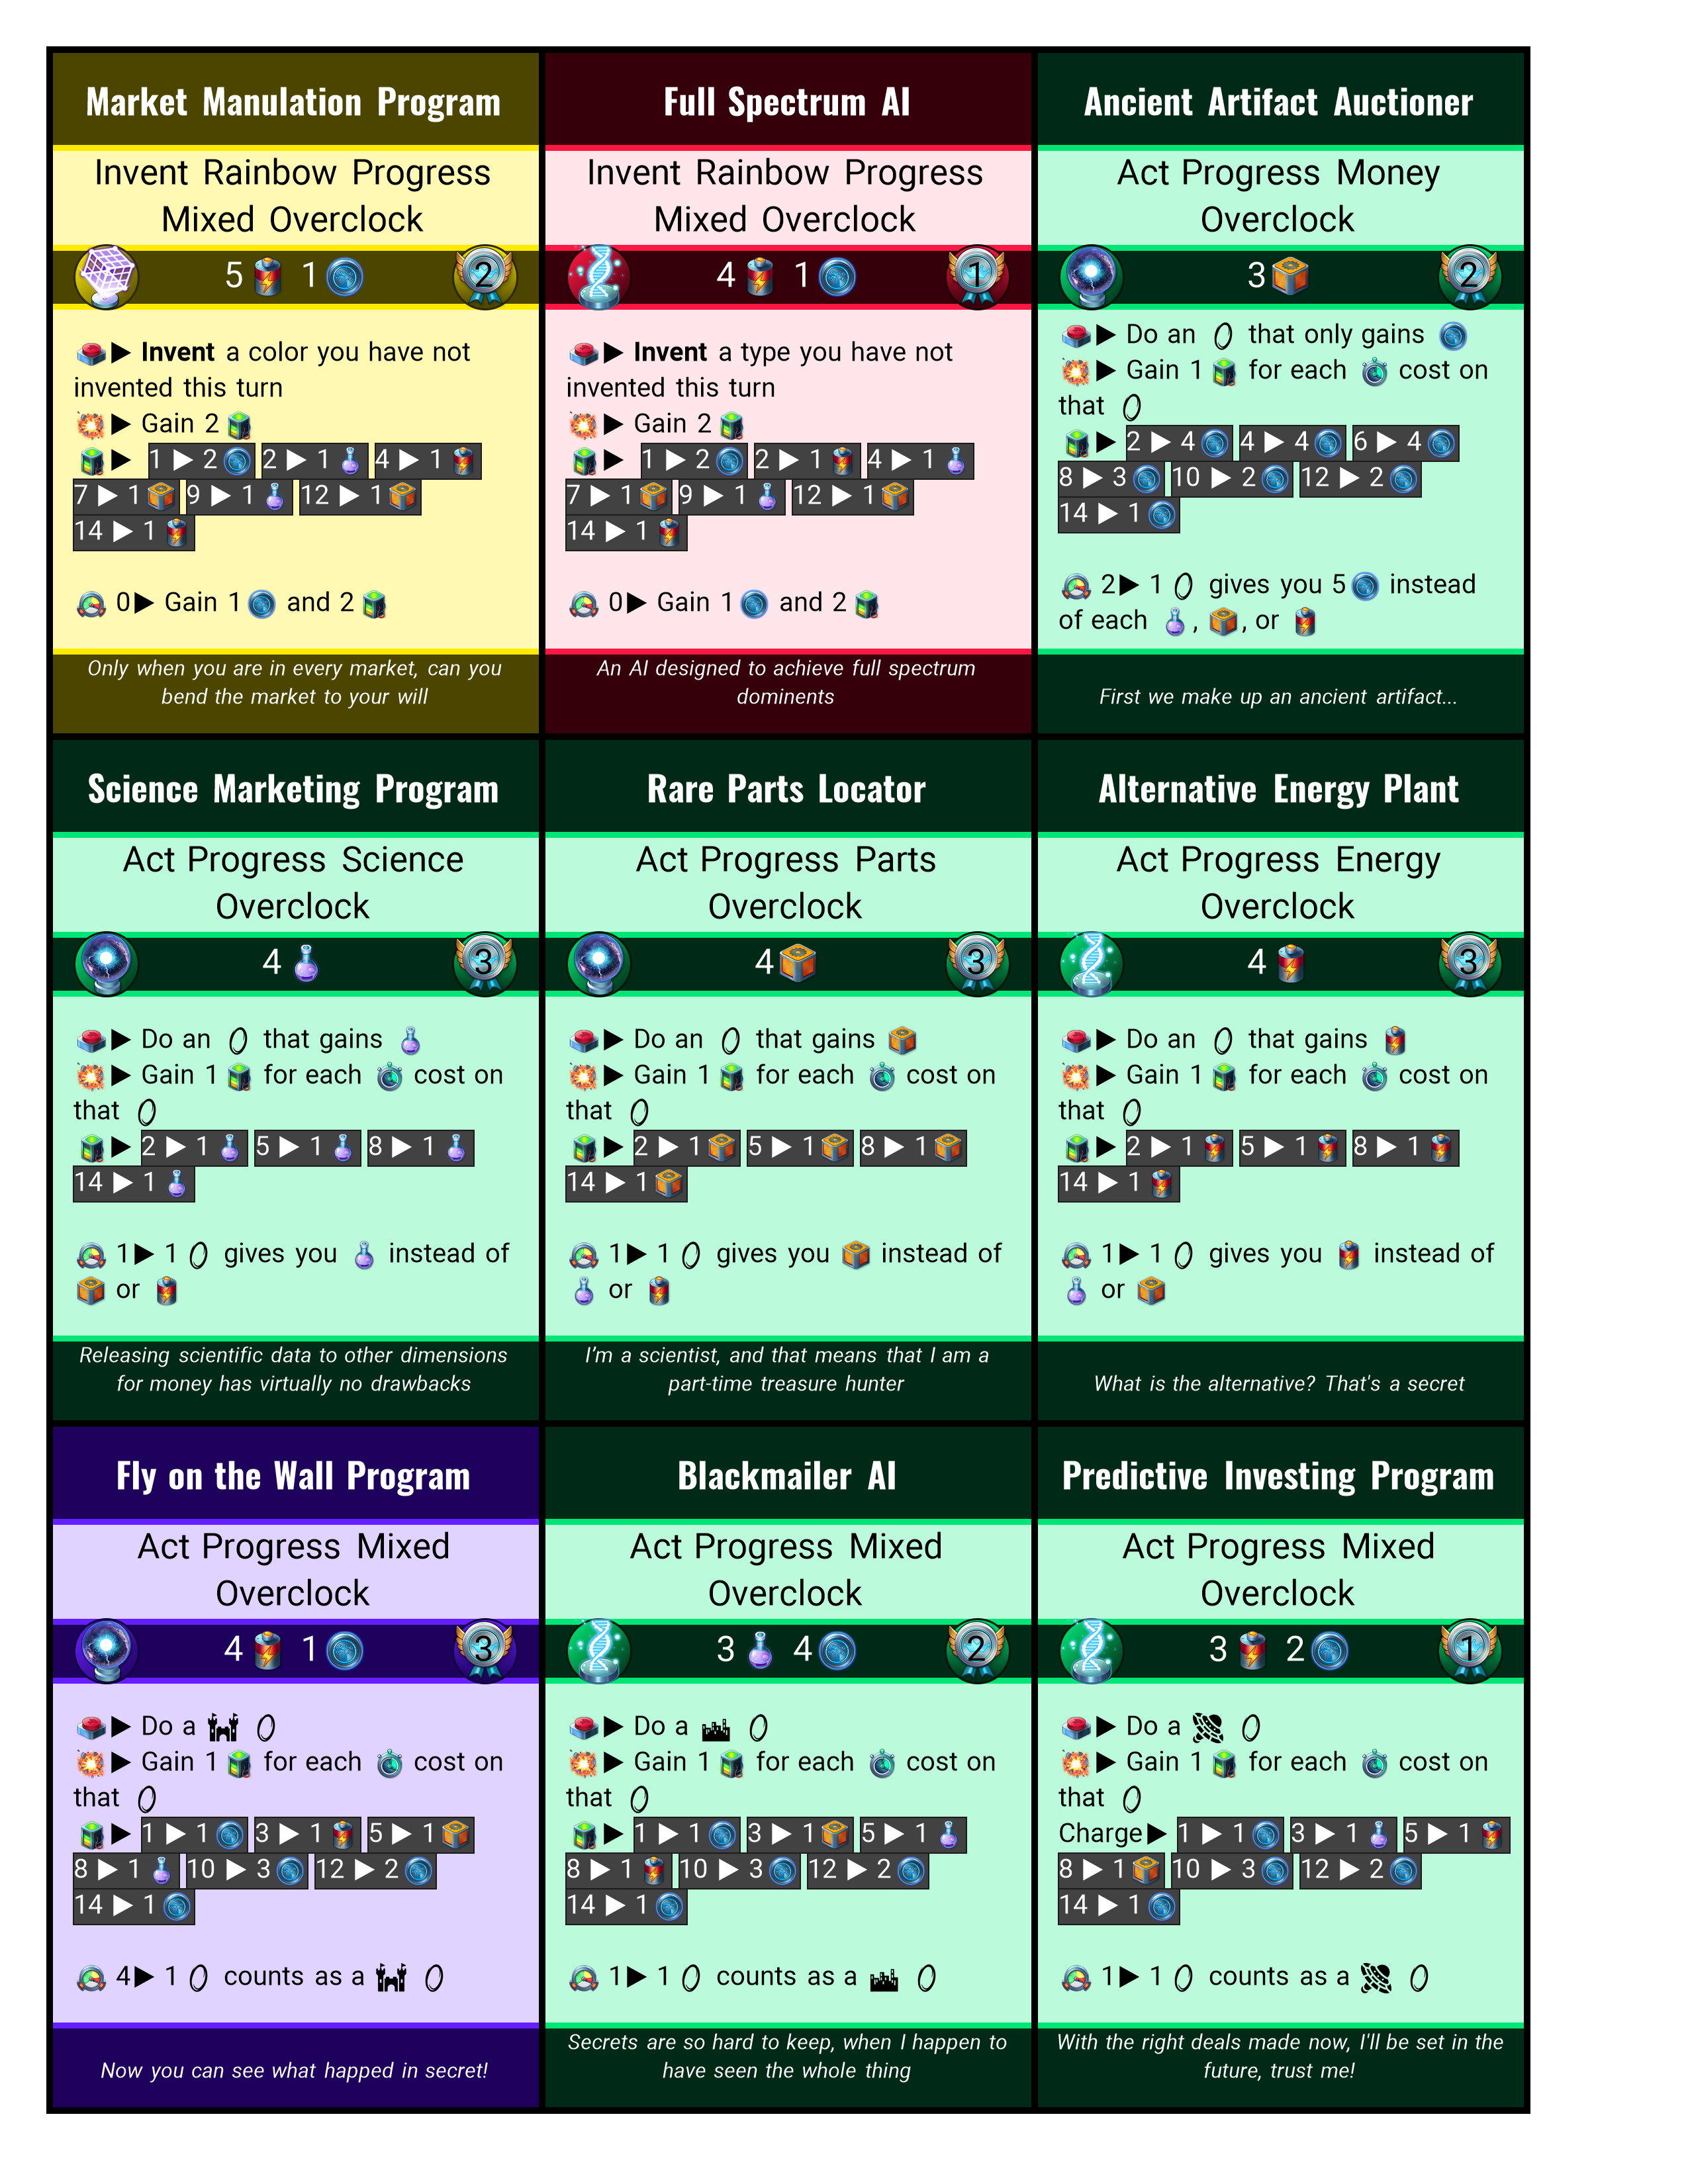 Market Manulation Program
Invent Rainbow Progress
Mixed Overclock
5 1 2
▶ Invent a color you have not
invented this turn
▶ Gain 2
▶ 1 ▶ 2 2 ▶ 1 4 ▶ 1
7 ▶ 1 9 ▶ 1 12 ▶ 1
14 ▶ 1
0▶ Gain 1 and 2
Only when you are in every market, can you
bend the market to your will
Full Spectrum AI
Invent Rainbow Progress
Mixed Overclock
4 1 1
▶ Invent a type you have not
invented this turn
▶ Gain 2
▶ 1 ▶ 2 2 ▶ 1 4 ▶ 1
7 ▶ 1 9 ▶ 1 12 ▶ 1
14 ▶ 1
0▶ Gain 1 and 2
An AI designed to achieve full spectrum
dominents
Ancient Artifact Auctioner
Act Progress Money
Overclock
3 2
▶ Do an that only gains
▶ Gain 1 for each cost on
that
▶ 2 ▶ 4 4 ▶ 4 6 ▶ 4
8 ▶ 3 10 ▶ 2 12 ▶ 2
14 ▶ 1
2▶ 1 gives you 5 instead
of each , , or
First we make up an ancient artifact...
Science Marketing Program
Act Progress Science
Overclock
4 3
▶ Do an that gains
▶ Gain 1 for each cost on
that
▶ 2 ▶ 1 5 ▶ 1 8 ▶ 1
14 ▶ 1
1▶ 1 gives you instead of
or
Releasing scientific data to other dimensions
for money has virtually no drawbacks
Rare Parts Locator
Act Progress Parts
Overclock
4 3
▶ Do an that gains
▶ Gain 1 for each cost on
that
▶ 2 ▶ 1 5 ▶ 1 8 ▶ 1
14 ▶ 1
1▶ 1 gives you instead of
or
I'm a scientist, and that means that I am a
part-time treasure hunter
Alternative Energy Plant
Act Progress Energy
Overclock
4 3
▶ Do an that gains
▶ Gain 1 for each cost on
that
▶ 2 ▶ 1 5 ▶ 1 8 ▶ 1
14 ▶ 1
1▶ 1 gives you instead of
or
What is the alternative? That's a secret
Fly on the Wall Program
Act Progress Mixed
Overclock
4 1 3
▶ Do a
▶ Gain 1 for each cost on
that
▶ 1 ▶ 1 3 ▶ 1 5 ▶ 1
8 ▶ 1 10 ▶ 3 12 ▶ 2
14 ▶ 1
4▶ 1 counts as a
Now you can see what happed in secret!
Blackmailer AI
Act Progress Mixed
Overclock
3 4 2
▶ Do a
▶ Gain 1 for each cost on
that
▶ 1 ▶ 1 3 ▶ 1 5 ▶ 1
8 ▶ 1 10 ▶ 3 12 ▶ 2
14 ▶ 1
1▶ 1 counts as a
Secrets are so hard to keep, when I happen to
have seen the whole thing
Predictive Investing Program
Act Progress Mixed
Overclock
3 2 1
▶ Do a
▶ Gain 1 for each cost on
that
Charge▶ 1 ▶ 1 3 ▶ 1 5 ▶ 1
8 ▶ 1 10 ▶ 3 12 ▶ 2
14 ▶ 1
1▶ 1 counts as a
With the right deals made now, I'll be set in the
future, trust me!